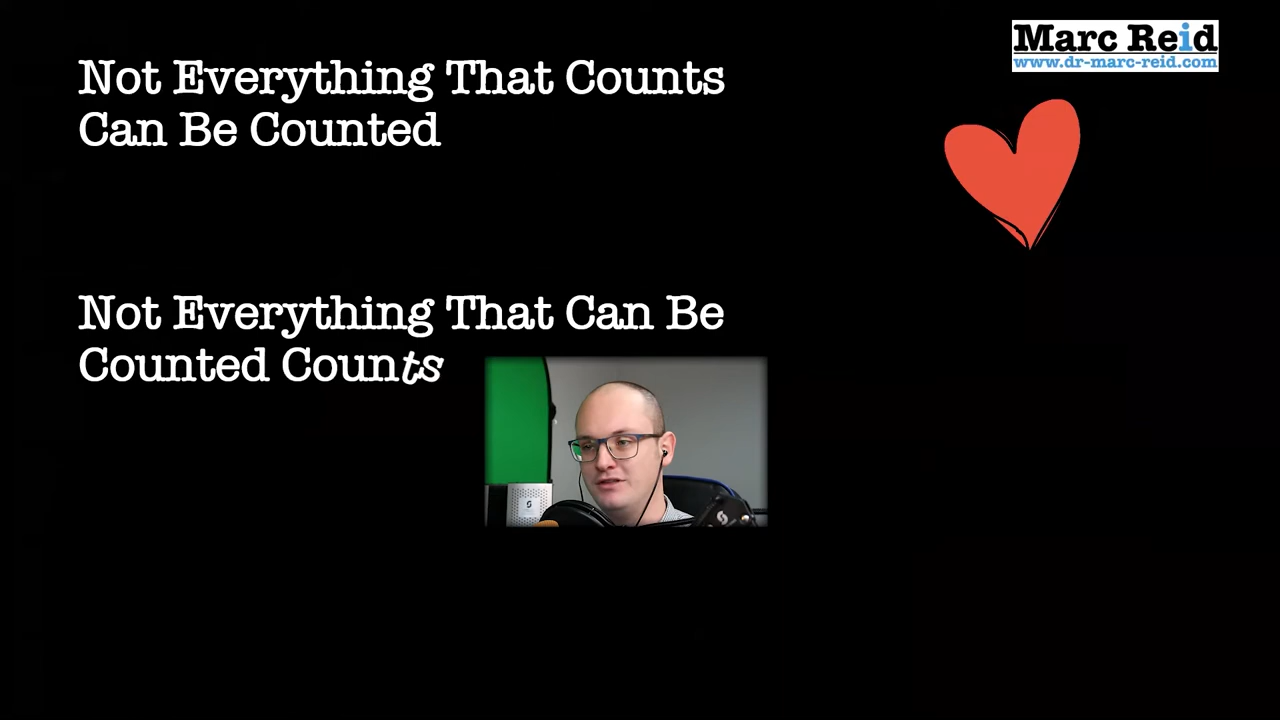 Marc Reid
www.dr-marc-reid.com
Not Everything That Counts
Can Be Counted
Not Everything That Can Be
Counted Counts